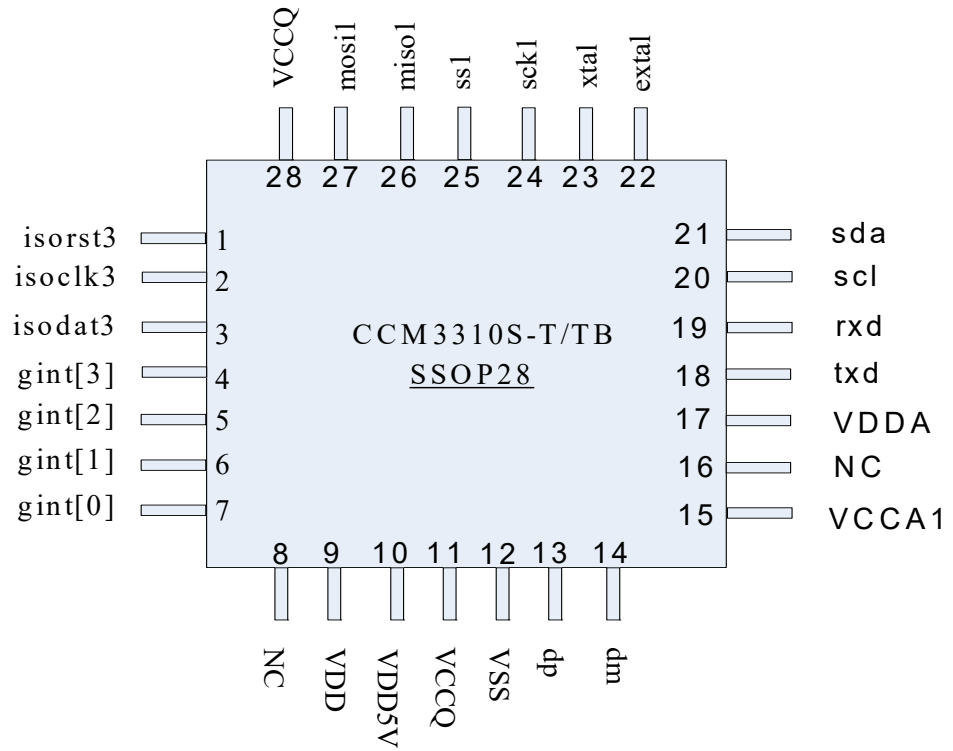 VCCQ
mosi1
miso1
ss1
sck1
xtal
extal
28 27 26 25 24 23 22
isorst3 1
isoclk3 2
isodat3 3
gint[3] 4
gint[2] 5
gint[1] 6
gint[0] 7
CCM3310S-T/TB
SSOP28
21 sda
20 scl
19 rxd
18 txd
17 VDDA
16 NC
15 VCCA1
8 9 10 11 12 13 14
NC
VDD
VDD5V
VCCQ
VSS
dp
dm